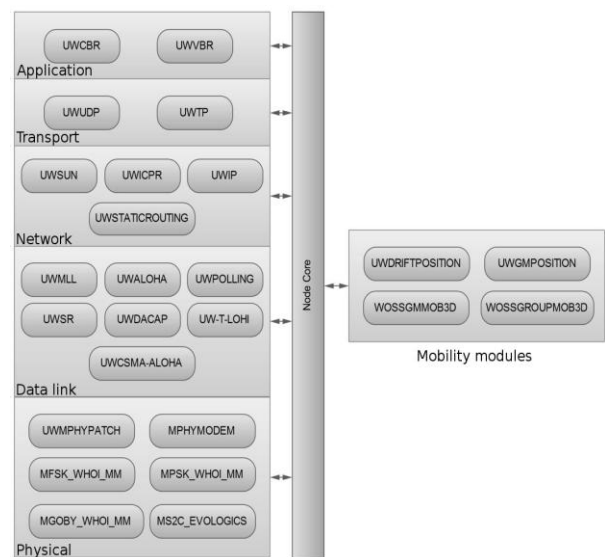 UWCBR UWVBR
Application
UWUDP UWTP
Transport
UWSUN UWICPR UWIP
UWSTATICROUTING
Network
UWMLL UWALOHA UWPOLLING
UWSR UWDACAP UW-T-LOHI
UWCSMA-ALOHA
Data link
UWMPHYPATCH MPHYMODEM
MFSK_WHOI_MM MPSK_WHOI_MM
MGOBY_WHOI_MM MS2C_EVOLOGICS
Physical
Node Core
UWDRIFTPOSITION UWGMPOSITION
WOSSGMMOB3D WOSSGROUPMOB3D
Mobility modules